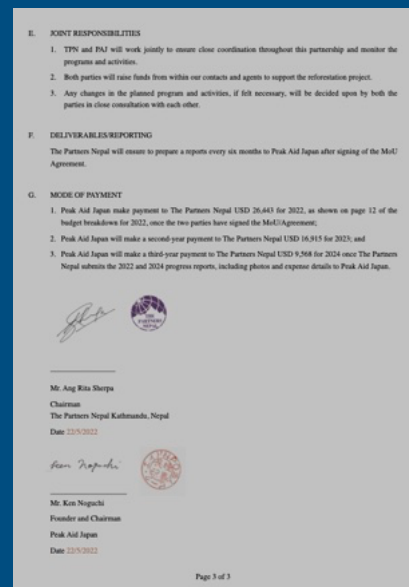 E. JOINT RESPONSIBILITIES
1. TPN and PAJ will work jointly to ensure close coordination throughout this partnership and monitor the
programs and activities.
2. Both parties will raise funds from within our contacts and agents to support the reforestation project.
3. Any changes in the planned program and activities, if felt necessary, will be decided upon by both the
parties in close consultation with each other.
F. DELIVERABLES/REPORTING
The Partners Nepal will ensure to prepare a reports every six months to Peak Aid Japan after signing of the MoU
Agreement.
G. MODE OF PAYMENT
1. Peak Aid Japan make payment to The Partners Nepal USD 26,443 for 2022, as shown on page 12 of the
budget breakdown for 2022, once the two parties have signed the MoU/Agreement;
2. Peak Aid Japan will make a second-year payment to The Partners Nepal USD 16,915 for 2023; and
3. Peak Aid Japan will make a third-year payment to The Partners Nepal USD 9,568 for 2024 once The Partners
Nepal submits the 2022 and 2024 progress reports, including photos and expense details to Peak Aid Japan.
THE
PARTNERS
NEPAL
Mr. Ang Rita Sherpa
Chairman
The Partners Nepal Kathmandu, Nepal
Date 22/5/2022
Ken Noguchi
Mr. Ken Noguchi
Founder and Chairman
Peak Aid Japan
Date 22/5/2022
Page 3 of 3